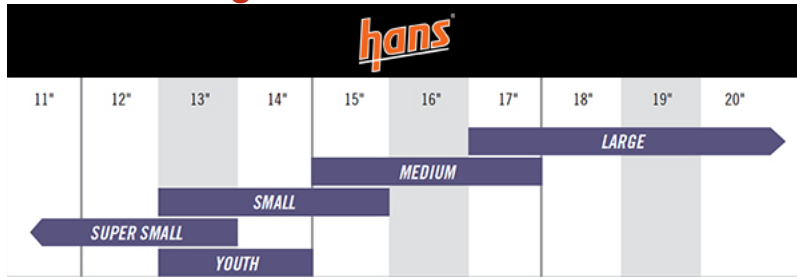 hans
11" 12" 13" 14" 15" 16" 17" 18" 19" 20"
LARGE
MEDIUM
SMALL
SUPER SMALL
YOUTH